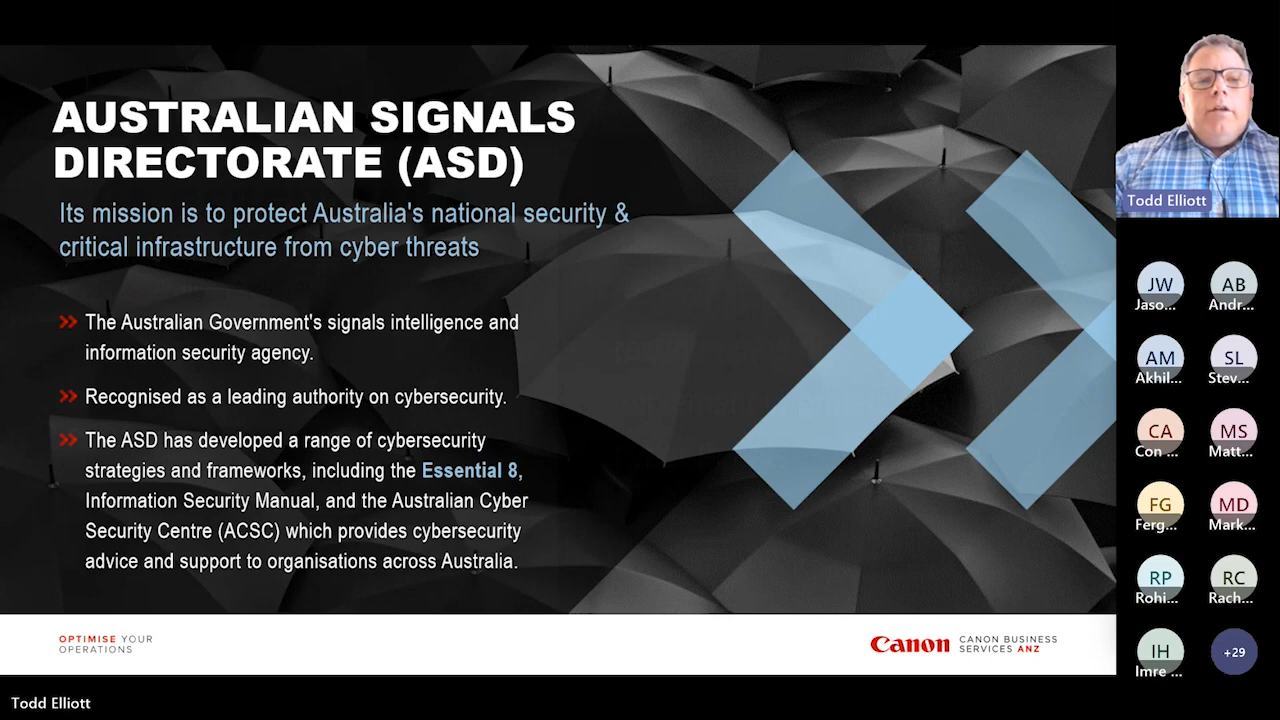 AUSTRALIAN SIGNALS
DIRECTORATE (ASD)
Its mission is to protect Australia's national security &
critical infrastructure from cyber threats
The Australian Government's signals intelligence and
information security agency.
Recognised as a leading authority on cybersecurity.
The ASD has developed a range of cybersecurity
strategies and frameworks, including the Essential 8,
Information Security Manual, and the Australian Cyber
Security Centre (ACSC) which provides cybersecurity
advice and support to organisations across Australia.
OPTIMISE YOUR
OPERATIONS
Canon
CANON BUSINESS
SERVICES ANZ
Todd Elliott
Todd Elliott
JW
Jaso...
AB
Andr...
AM
Akhil...
SL
Stev...
CA
Con ...
MS
Matt...
FG
Ferg...
MD
Mark...
RP
Rohi...
RC
Rach...
IH
Imre ...
+29